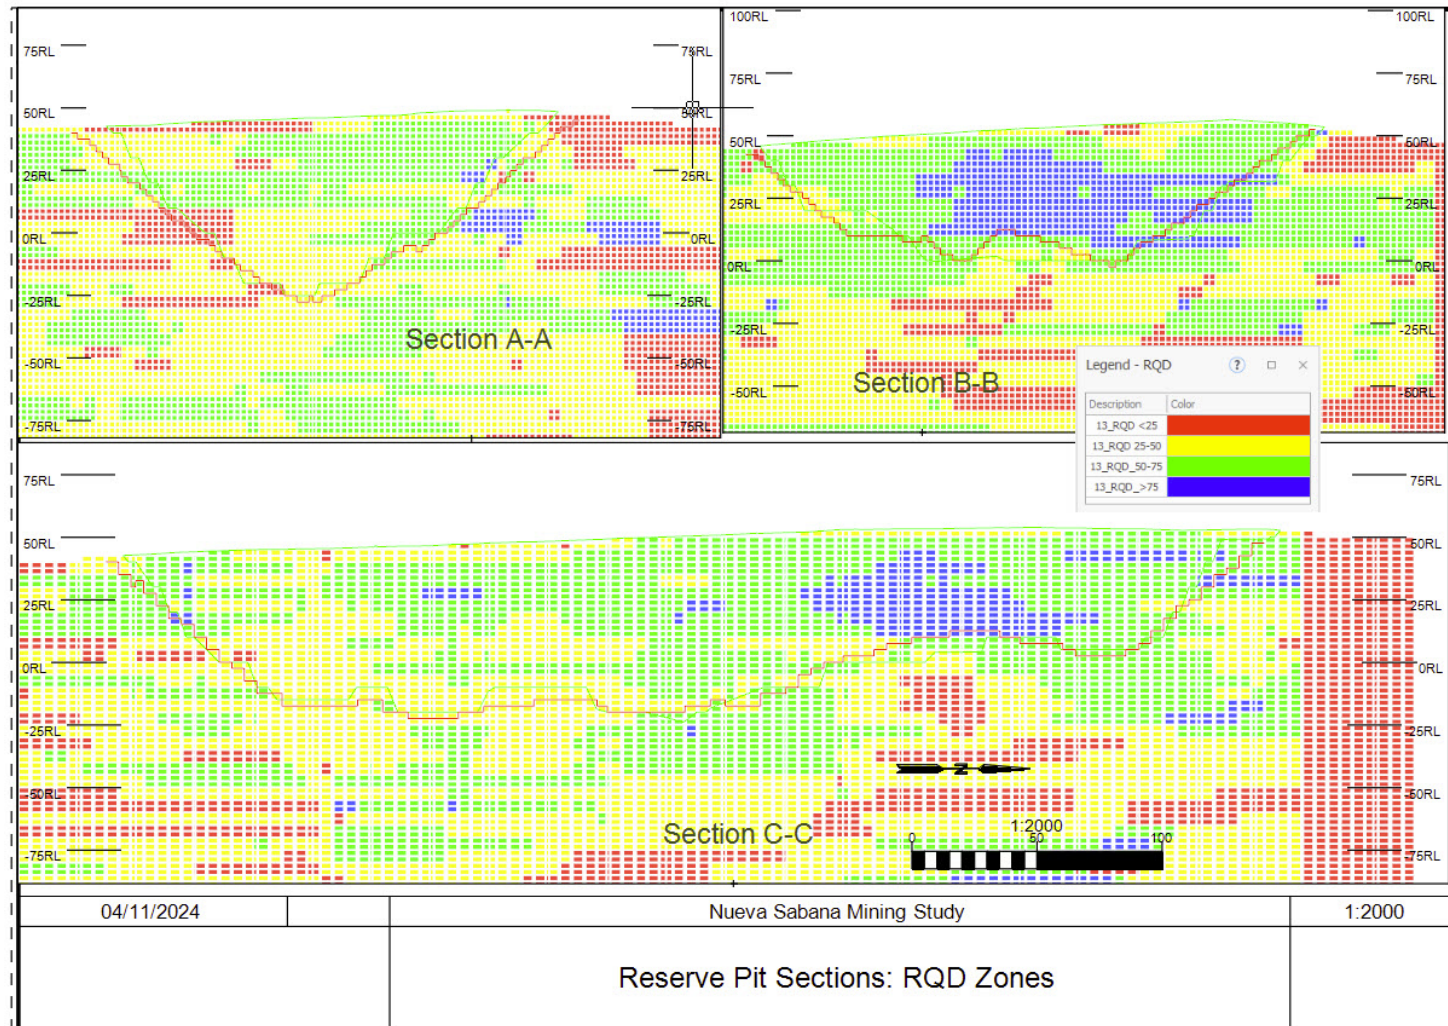 75RL
75RL
50RL
50RL
25RL
25RL
0RL
0RL
-25RL
-25RL
-50RL
-50RL
-75RL
-75RL
Section A-A
100RL
100RL
75RL
75RL
50RL
50RL
25RL
25RL
0RL
0RL
-25RL
-25RL
-50RL
Section B-B
Legend - RQD
?
Description Color
13_RQD <25
13_RQD 25-50
13_RQD_50-75
13_RQD_>75
75RL
75RL
50RL
50RL
25RL
25RL
0RL
0RL
-25RL
-25RL
-50RL
-50RL
-75RL
-75RL
N
Section C-C
1:2000
0 50 100
04/11/2024 Nueva Sabana Mining Study 1:2000
Reserve Pit Sections: RQD Zones